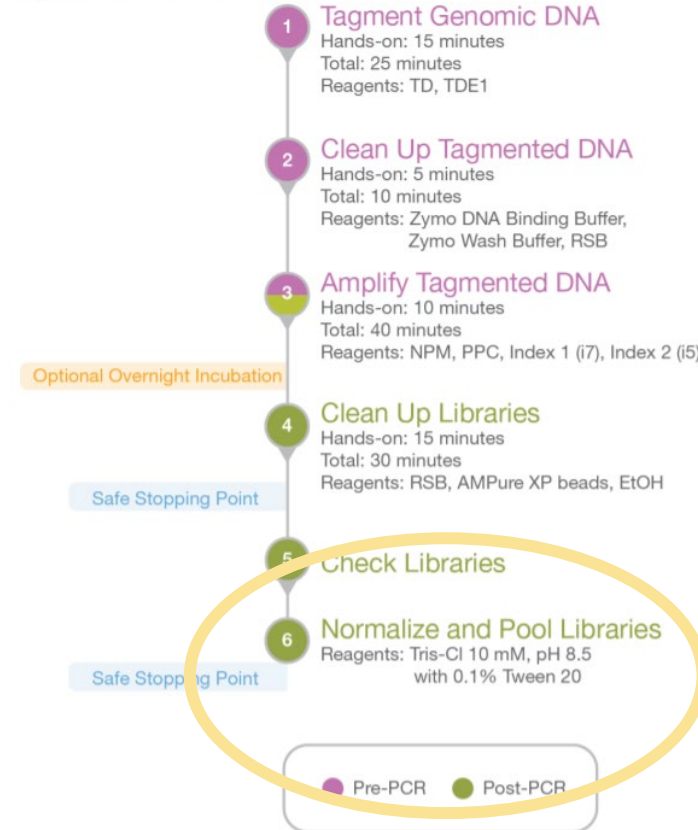 1 Tagment Genomic DNA
Hands-on: 15 minutes
Total: 25 minutes
Reagents: TD, TDE1
2 Clean Up Tagmented DNA
Hands-on: 5 minutes
Total: 10 minutes
Reagents: Zymo DNA Binding Buffer,
Zymo Wash Buffer, RSB
3 Amplify Tagmented DNA
Hands-on: 10 minutes
Total: 40 minutes
Reagents: NPM, PPC, Index 1 (i7), Index 2 (i5)
Optional Overnight Incubation
4 Clean Up Libraries
Hands-on: 15 minutes
Total: 30 minutes
Reagents: RSB, AMPure XP beads, EtOH
Safe Stopping Point
5 Check Libraries
6 Normalize and Pool Libraries
Reagents: Tris-Cl 10 mM, pH 8.5
with 0.1% Tween 20
Safe Stopping Point
Pre-PCR Post-PCR